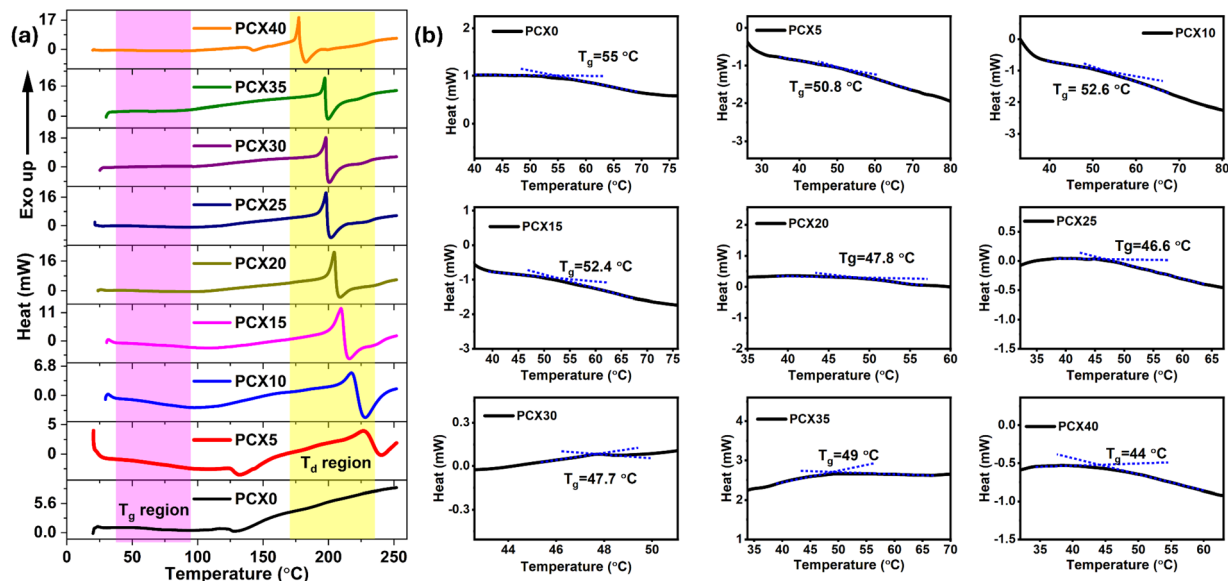 (a)
Exo up
Heat (mW)
17
0
PCX40
16
0
PCX35
18
0
PCX30
16
0
PCX25
16
0
PCX20
11
0
PCX15
6.8
0.0
PCX10
5
0
PCX5
Td region
5.6
0.0
PCX0
Tg region
0 50 100 150 200 250
Temperature (°C)
(b)
PCX0
Tg=55 °C
Heat (mW)
2
1
0
-1
40 45 50 55 60 65 70 75
Temperature (°C)
PCX5
Tg=50.8 °C
Heat (mW)
0
-1
-2
-3
30 40 50 60 70 80
Temperature (°C)
PCX10
Tg= 52.6 °C
Heat (mW)
0
-1
-2
-3
40 50 60 70 80
Temperature (°C)
PCX15
Tg=52.4 °C
Heat (mW)
1
0
-1
-2
-3
40 45 50 55 60 65 70 75
Temperature (°C)
PCX20
Tg=47.8 °C
Heat (mW)
2
1
0
-1
-2
35 40 45 50 55 60
Temperature (°C)
PCX25
Tg=46.6 °C
Heat (mW)
0.5
0.0
-0.5
-1.0
35 40 45 50 55 60 65
Temperature (°C)
PCX30
Tg=47.7 °C
Heat (mW)
0.3
0.0
-0.3
44 46 48 50
Temperature (°C)
PCX35
Tg=49 °C
Heat (mW)
4
3
2
1
35 40 45 50 55 60 65 70
Temperature (°C)
PCX40
Tg=44 °C
Heat (mW)
0.0
-0.5
-1.0
-1.5
35 40 45 50 55 60
Temperature (°C)